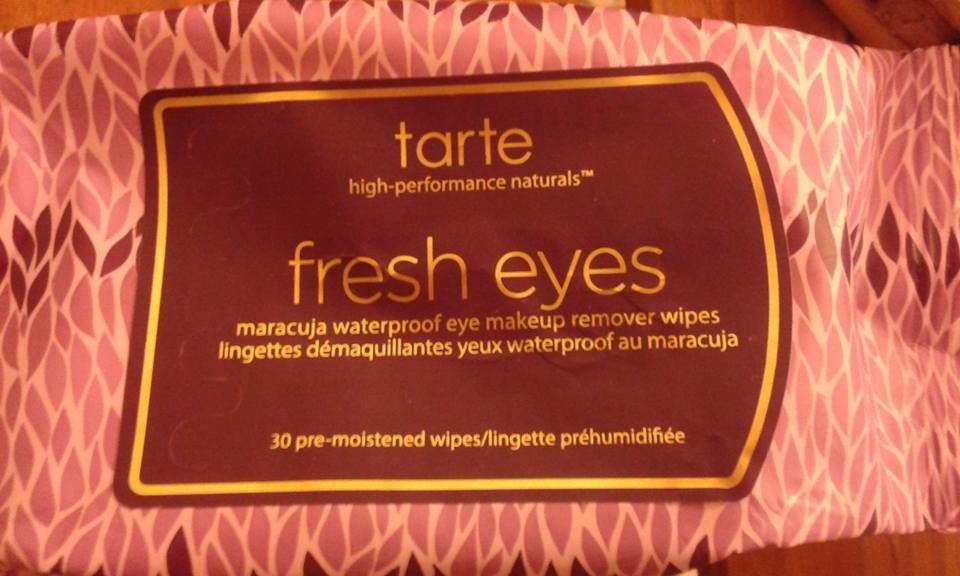 tarte
high-performance naturals™
fresh eyes
maracuja waterproof eye makeup remover wipes
lingettes démaquillantes yeux waterproof au maracuja
30 pre-moistened wipes/lingette préhumidifiée